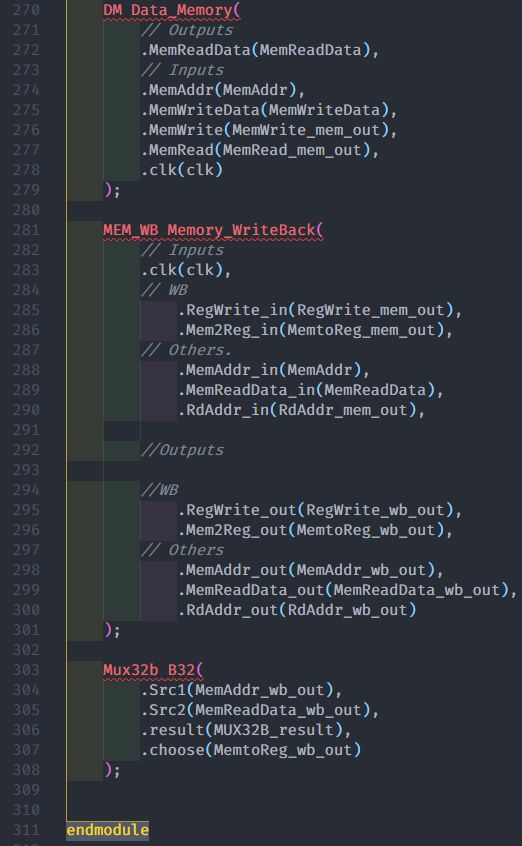 270 DM Data_Memory(
271 // Outputs
272 .MemReadData(MemReadData),
273 // Inputs
274 .MemAddr(MemAddr),
275 .MemWriteData(MemWriteData),
276 .MemWrite(MemWrite_mem_out),
277 .MemRead(MemRead_mem_out),
278 .clk(clk)
279 );
280
281 MEM_WB Memory_WriteBack(
282 // Inputs
283 .clk(clk),
284 // WB
285 .RegWrite_in(RegWrite_mem_out),
286 .Mem2Reg_in(MemtoReg_mem_out),
287 // Others.
288 .MemAddr_in(MemAddr),
289 .MemReadData_in(MemReadData),
290 .RdAddr_in(RdAddr_mem_out),
291
292 //Outputs
293
294 //WB
295 .RegWrite_out(RegWrite_wb_out),
296 .Mem2Reg_out(MemtoReg_wb_out),
297 // Others
298 .MemAddr_out(MemAddr_wb_out),
299 .MemReadData_out(MemReadData_wb_out),
300 .RdAddr_out(RdAddr_wb_out)
301 );
302
303 Mux32b B32(
304 .Src1(MemAddr_wb_out),
305 .Src2(MemReadData_wb_out),
306 .result(MUX32B_result),
307 .choose(MemtoReg_wb_out)
308 );
309
310
311 endmodule